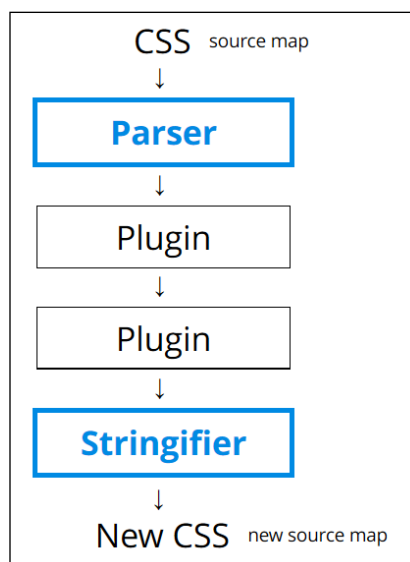 CSS source map
↓
Parser
↓
Plugin
↓
Plugin
↓
Stringifier
↓
New CSS new source map